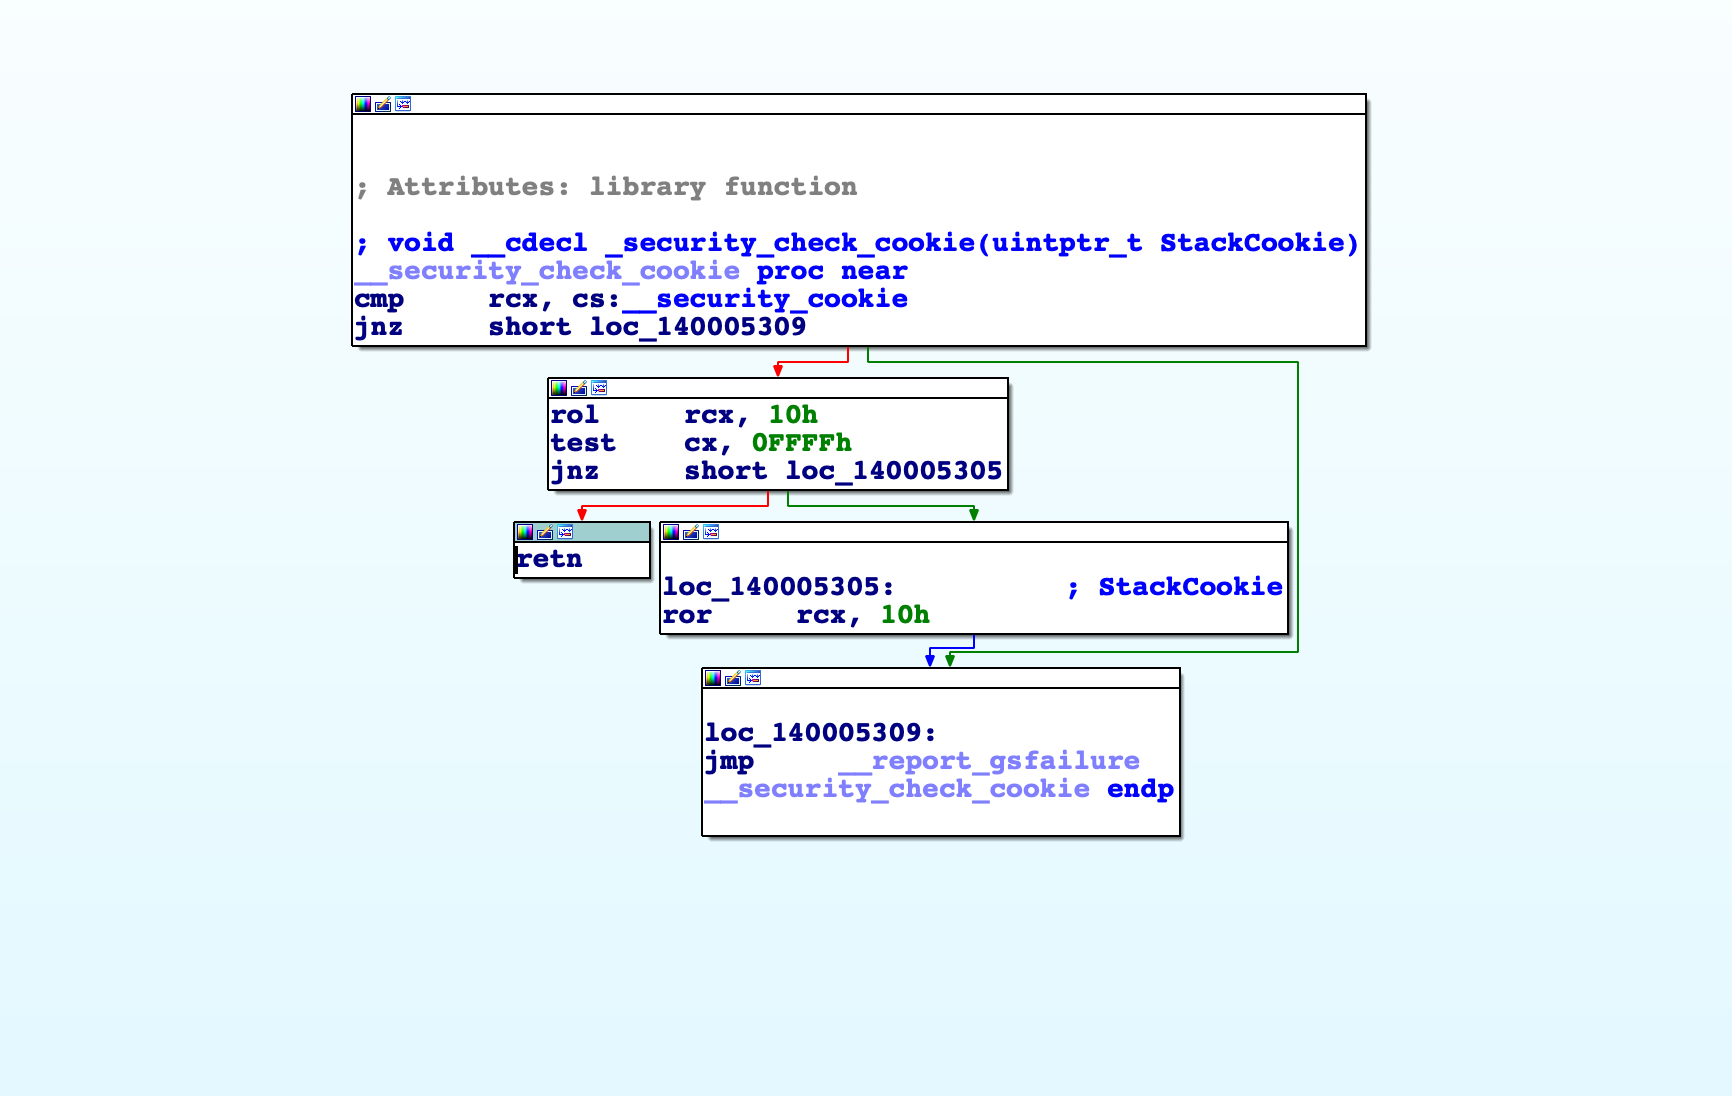 ; Attributes: library function
; void __cdecl _security_check_cookie(uintptr_t StackCookie)
__security_check_cookie proc near
cmp rcx, cs:__security_cookie
jnz short loc_140005309
rol rcx, 10h
test cx, 0FFFFh
jnz short loc_140005305
retn
loc_140005305: ; StackCookie
ror rcx, 10h
loc_140005309:
jmp __report_gsfailure
__security_check_cookie endp